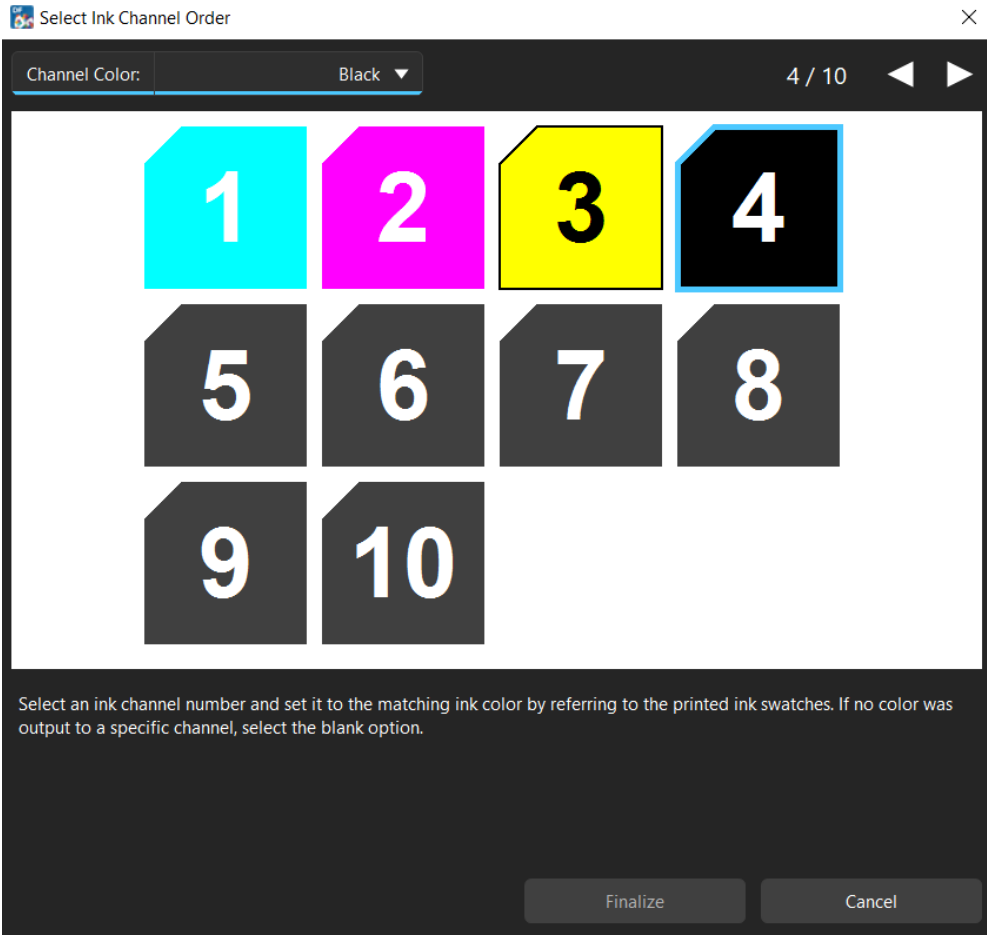 Select Ink Channel Order
Channel Color: Black
4 / 10
1 2 3 4
5 6 7 8
9 10
Select an ink channel number and set it to the matching ink color by referring to the printed ink swatches. If no color was
output to a specific channel, select the blank option.
Finalize Cancel